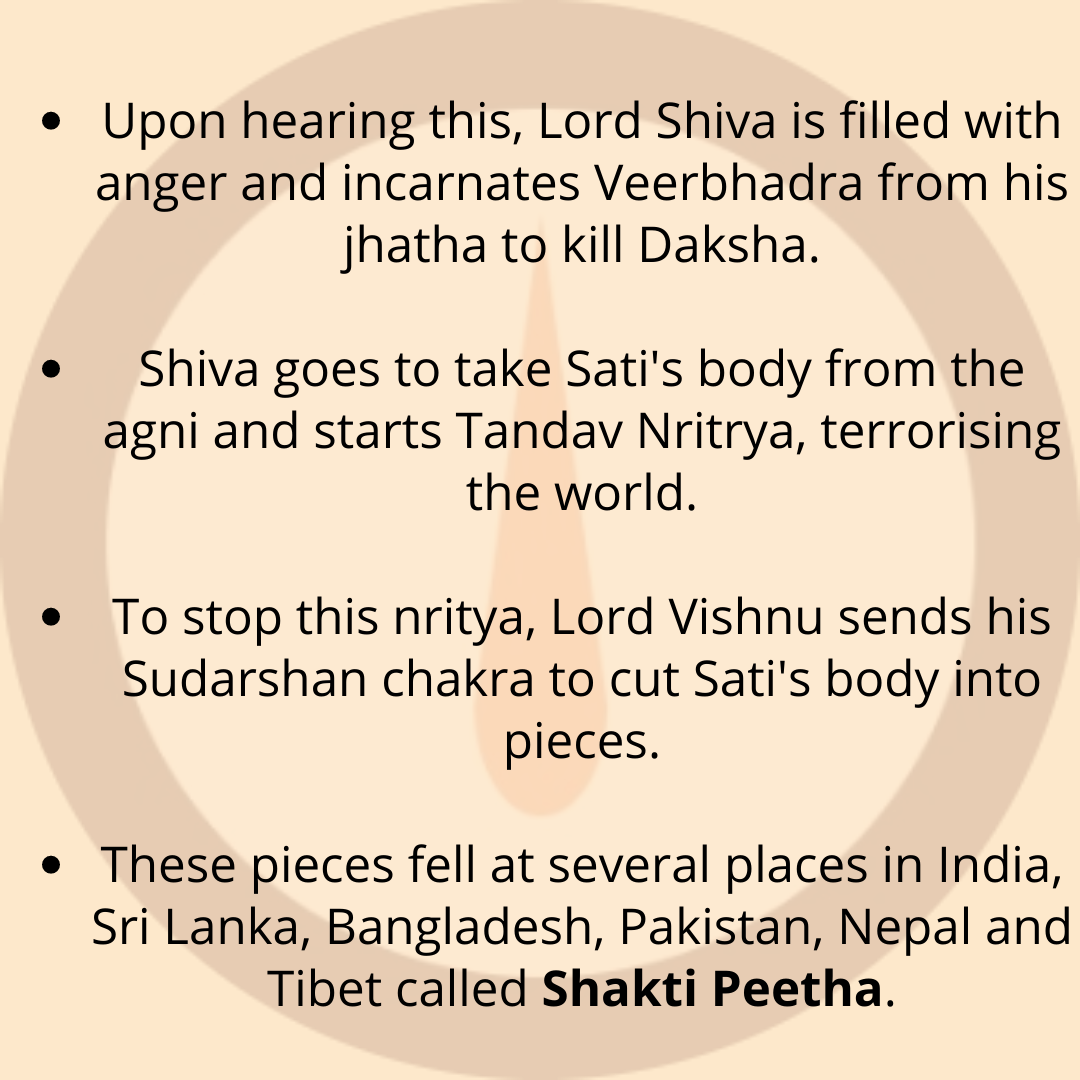 • Upon hearing this, Lord Shiva is filled with
anger and incarnates Veerbhadra from his
jhatha to kill Daksha.
• Shiva goes to take Sati's body from the
agni and starts Tandav Nritrya, terrorising
the world.
• To stop this nritya, Lord Vishnu sends his
Sudarshan chakra to cut Sati's body into
pieces.
• These pieces fell at several places in India,
Sri Lanka, Bangladesh, Pakistan, Nepal and
Tibet called Shakti Peetha.